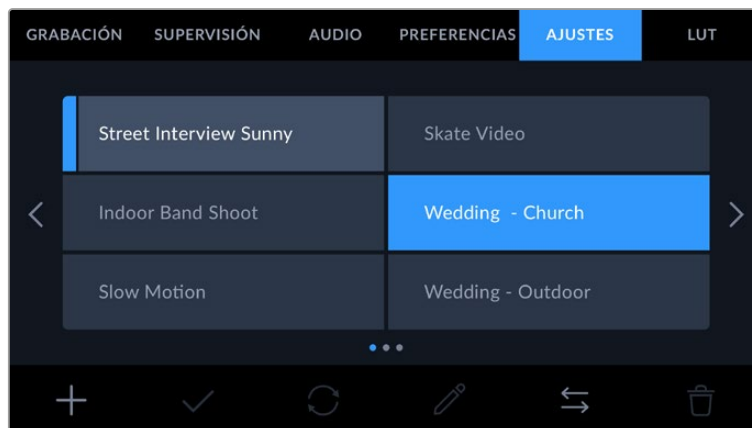 GRABACIÓN SUPERVISIÓN AUDIO PREFERENCIAS AJUSTES LUT
Street Interview Sunny Skate Video
Indoor Band Shoot Wedding - Church
Slow Motion Wedding - Outdoor